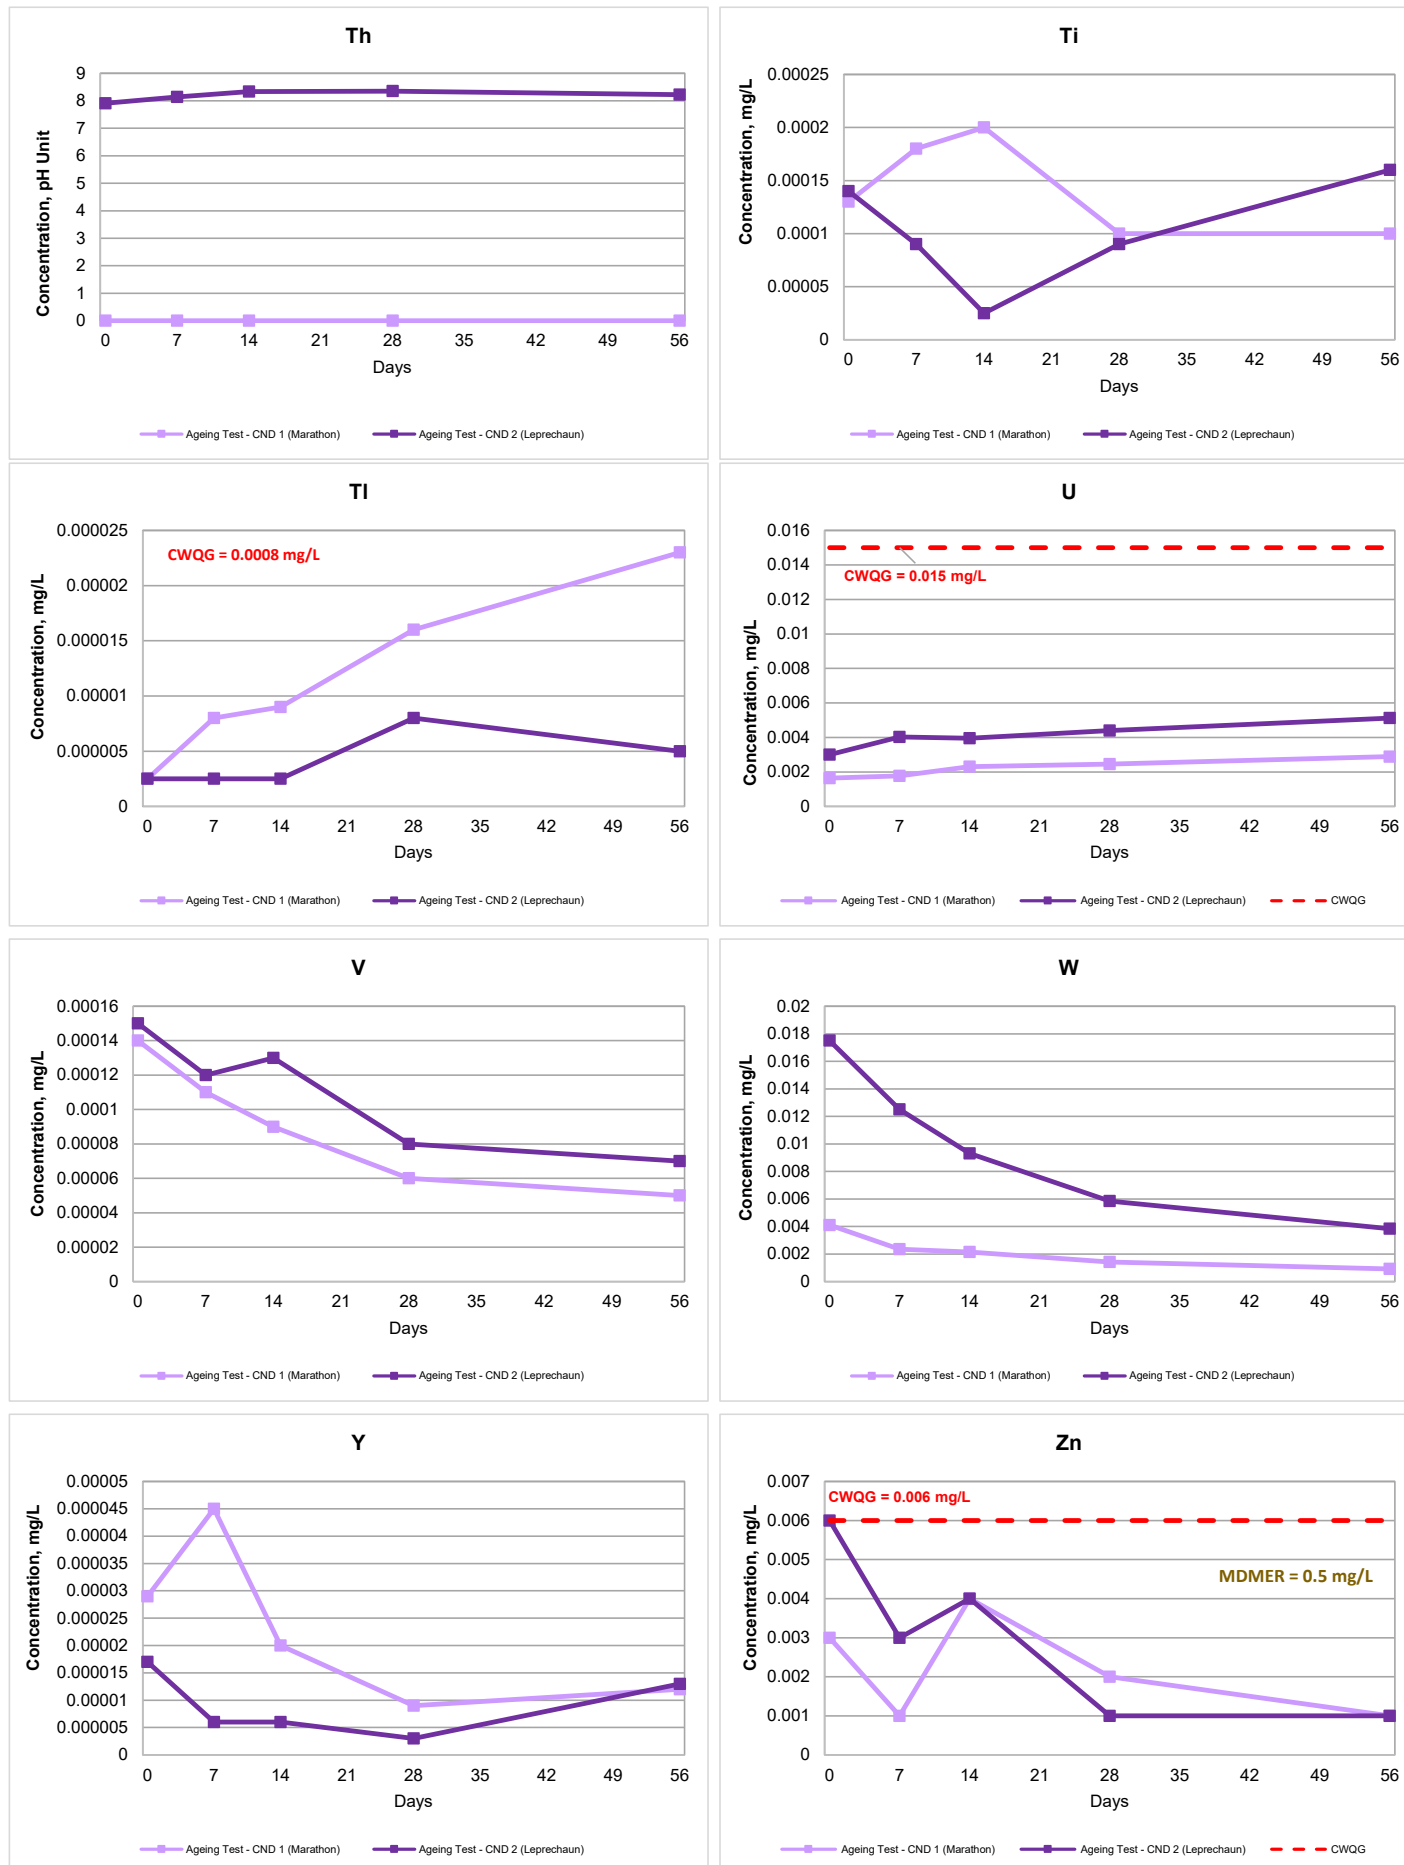 Th
Concentration, pH Unit
9
8
7
6
5
4
3
2
1
0
0 7 14 21 28 35 42 49 56
Days
Ageing Test - CND 1 (Marathon) Ageing Test - CND 2 (Leprechaun)
Ti
Concentration, mg/L
0.00025
0.0002
0.00015
0.0001
0.00005
0
0 7 14 21 28 35 42 49 56
Days
Ageing Test - CND 1 (Marathon) Ageing Test - CND 2 (Leprechaun)
Tl
Concentration, mg/L
0.000025
CWQG = 0.0008 mg/L
0.00002
0.000015
0.00001
0.000005
0
0 7 14 21 28 35 42 49 56
Days
Ageing Test - CND 1 (Marathon) Ageing Test - CND 2 (Leprechaun)
U
Concentration, mg/L
0.016
0.014
CWQG = 0.015 mg/L
0.012
0.01
0.008
0.006
0.004
0.002
0
0 7 14 21 28 35 42 49 56
Days
Ageing Test - CND 1 (Marathon) Ageing Test - CND 2 (Leprechaun) CWQG
V
Concentration, mg/L
0.00016
0.00014
0.00012
0.0001
0.00008
0.00006
0.00004
0.00002
0
0 7 14 21 28 35 42 49 56
Days
Ageing Test - CND 1 (Marathon) Ageing Test - CND 2 (Leprechaun)
W
Concentration, mg/L
0.02
0.018
0.016
0.014
0.012
0.01
0.008
0.006
0.004
0.002
0
0 7 14 21 28 35 42 49 56
Days
Ageing Test - CND 1 (Marathon) Ageing Test - CND 2 (Leprechaun)
Y
Concentration, mg/L
0.00005
0.000045
0.00004
0.000035
0.00003
0.000025
0.00002
0.000015
0.00001
0.000005
0
0 7 14 21 28 35 42 49 56
Days
Ageing Test - CND 1 (Marathon) Ageing Test - CND 2 (Leprechaun)
Zn
Concentration, mg/L
0.007
CWQG = 0.006 mg/L
0.006
0.005
MDMER = 0.5 mg/L
0.004
0.003
0.002
0.001
0
0 7 14 21 28 35 42 49 56
Days
Ageing Test - CND 1 (Marathon) Ageing Test - CND 2 (Leprechaun) CWQG